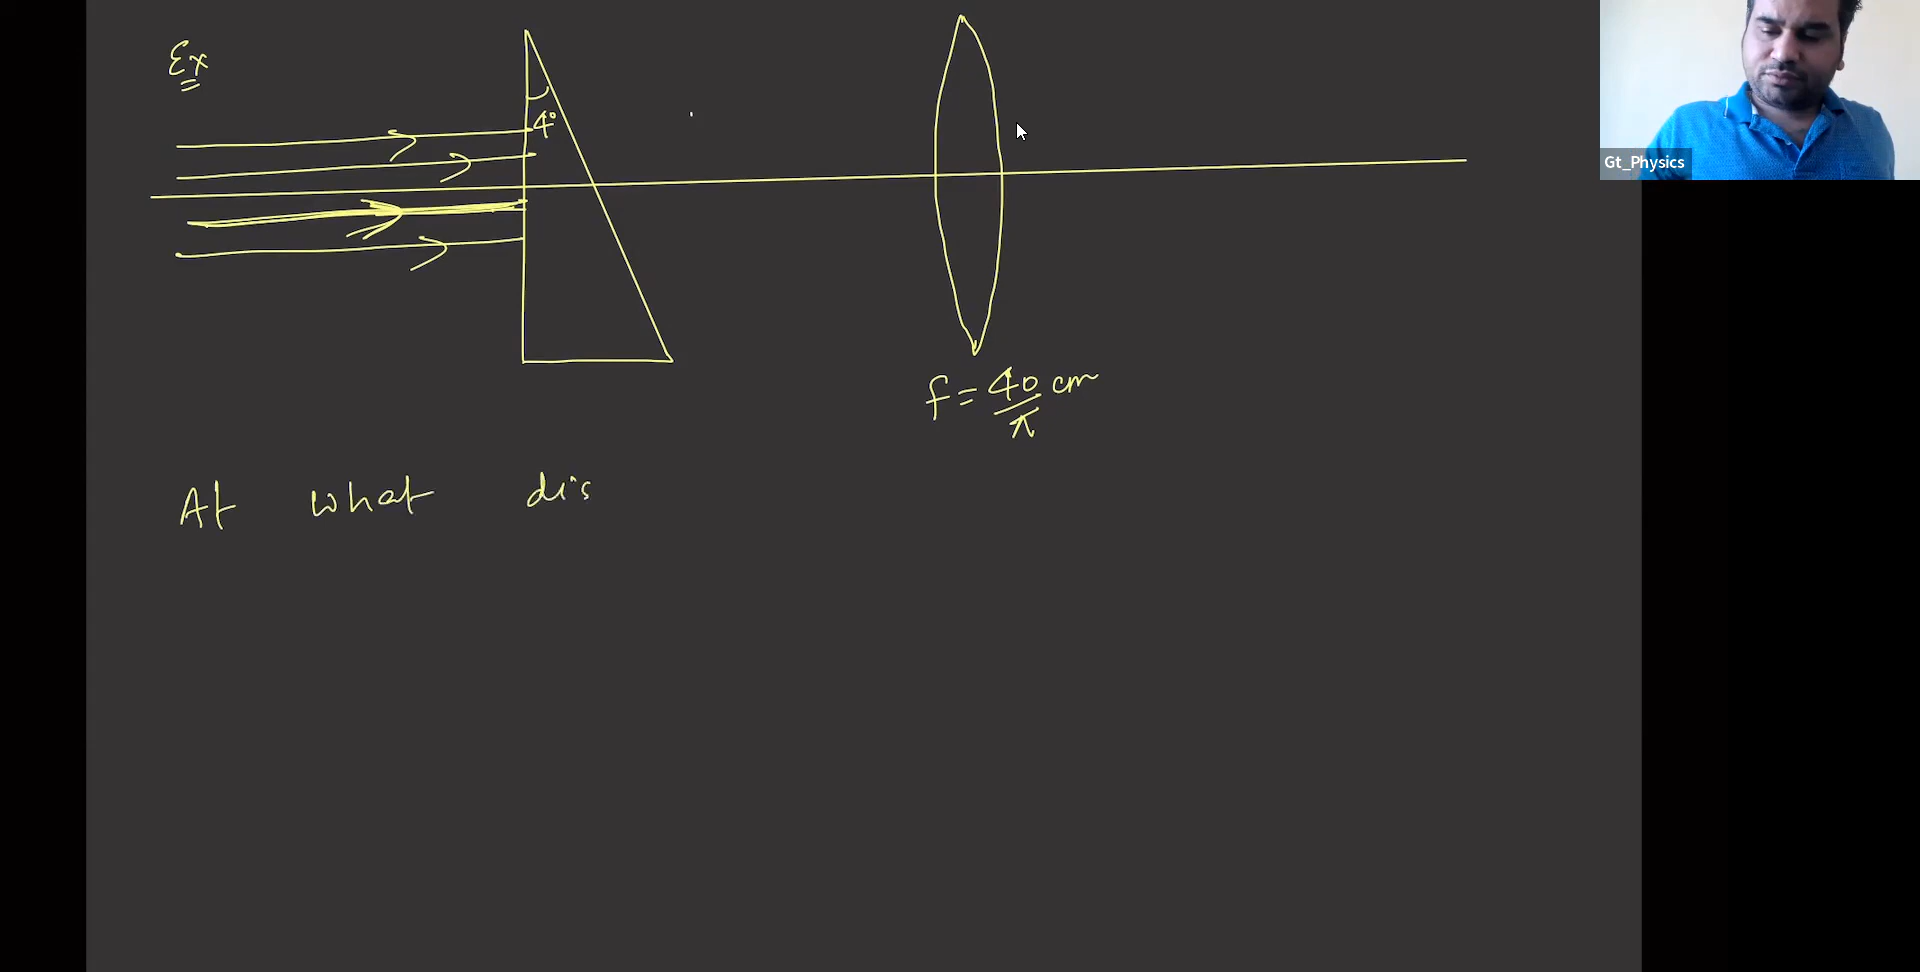 Ex
4°
f = 40/π cm
At what dis
Gt_Physics